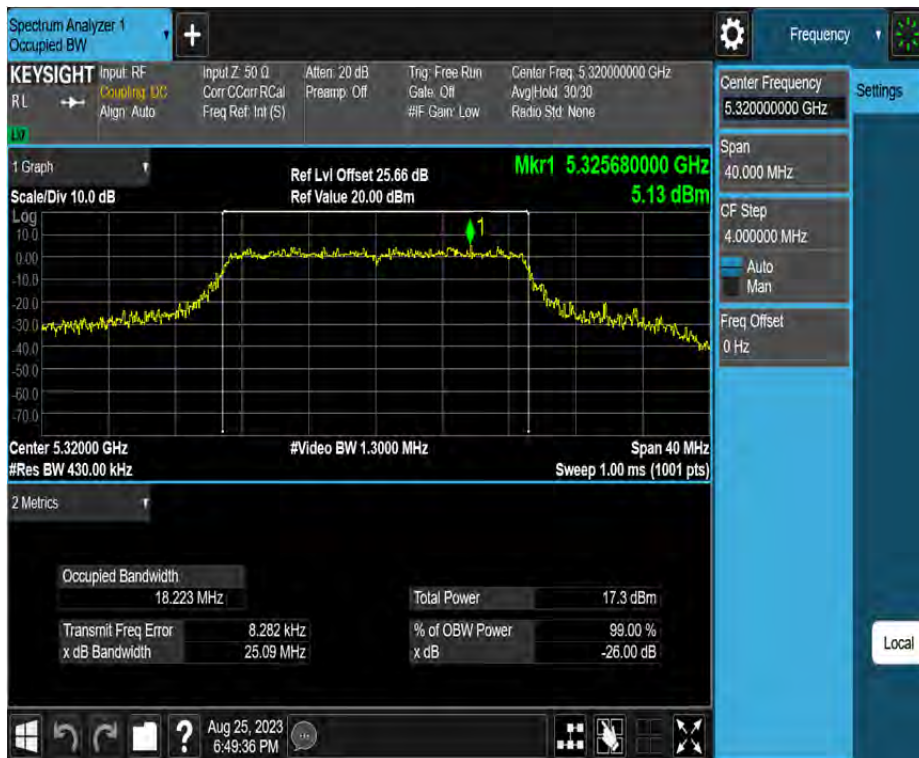 Spectrum Analyzer 1
Occupied BW
+
Frequency
KEYSIGHT
RL
Input: RF
Coupling: DC
Align: Auto
Input Z: 50 Ω
Corr CCorr RCal
Freq Ref: Int (S)
Atten: 20 dB
Preamp: Off
Trig: Free Run
Gate: Off
#IF Gain: Low
Center Freq: 5.320000000 GHz
Avg|Hold: 30/30
Radio Std: None
Center Frequency
5.320000000 GHz
Settings
Span
40.000 MHz
CF Step
4.000000 MHz
Auto
Man
Freq Offset
0 Hz
Local
1 Graph
Scale/Div 10.0 dB
Ref Lvl Offset 25.66 dB
Ref Value 20.00 dBm
Mkr1 5.325680000 GHz
5.13 dBm
Log
10.0
0.00
-10.0
-20.0
-30.0
-40.0
-50.0
-60.0
-70.0
1
Center 5.32000 GHz
#Res BW 430.00 kHz
#Video BW 1.3000 MHz
Span 40 MHz
Sweep 1.00 ms (1001 pts)
2 Metrics
Occupied Bandwidth
18.223 MHz
Total Power 17.3 dBm
Transmit Freq Error 8.282 kHz
% of OBW Power 99.00 %
x dB Bandwidth 25.09 MHz
x dB -26.00 dB
?
Aug 25, 2023
6:49:36 PM